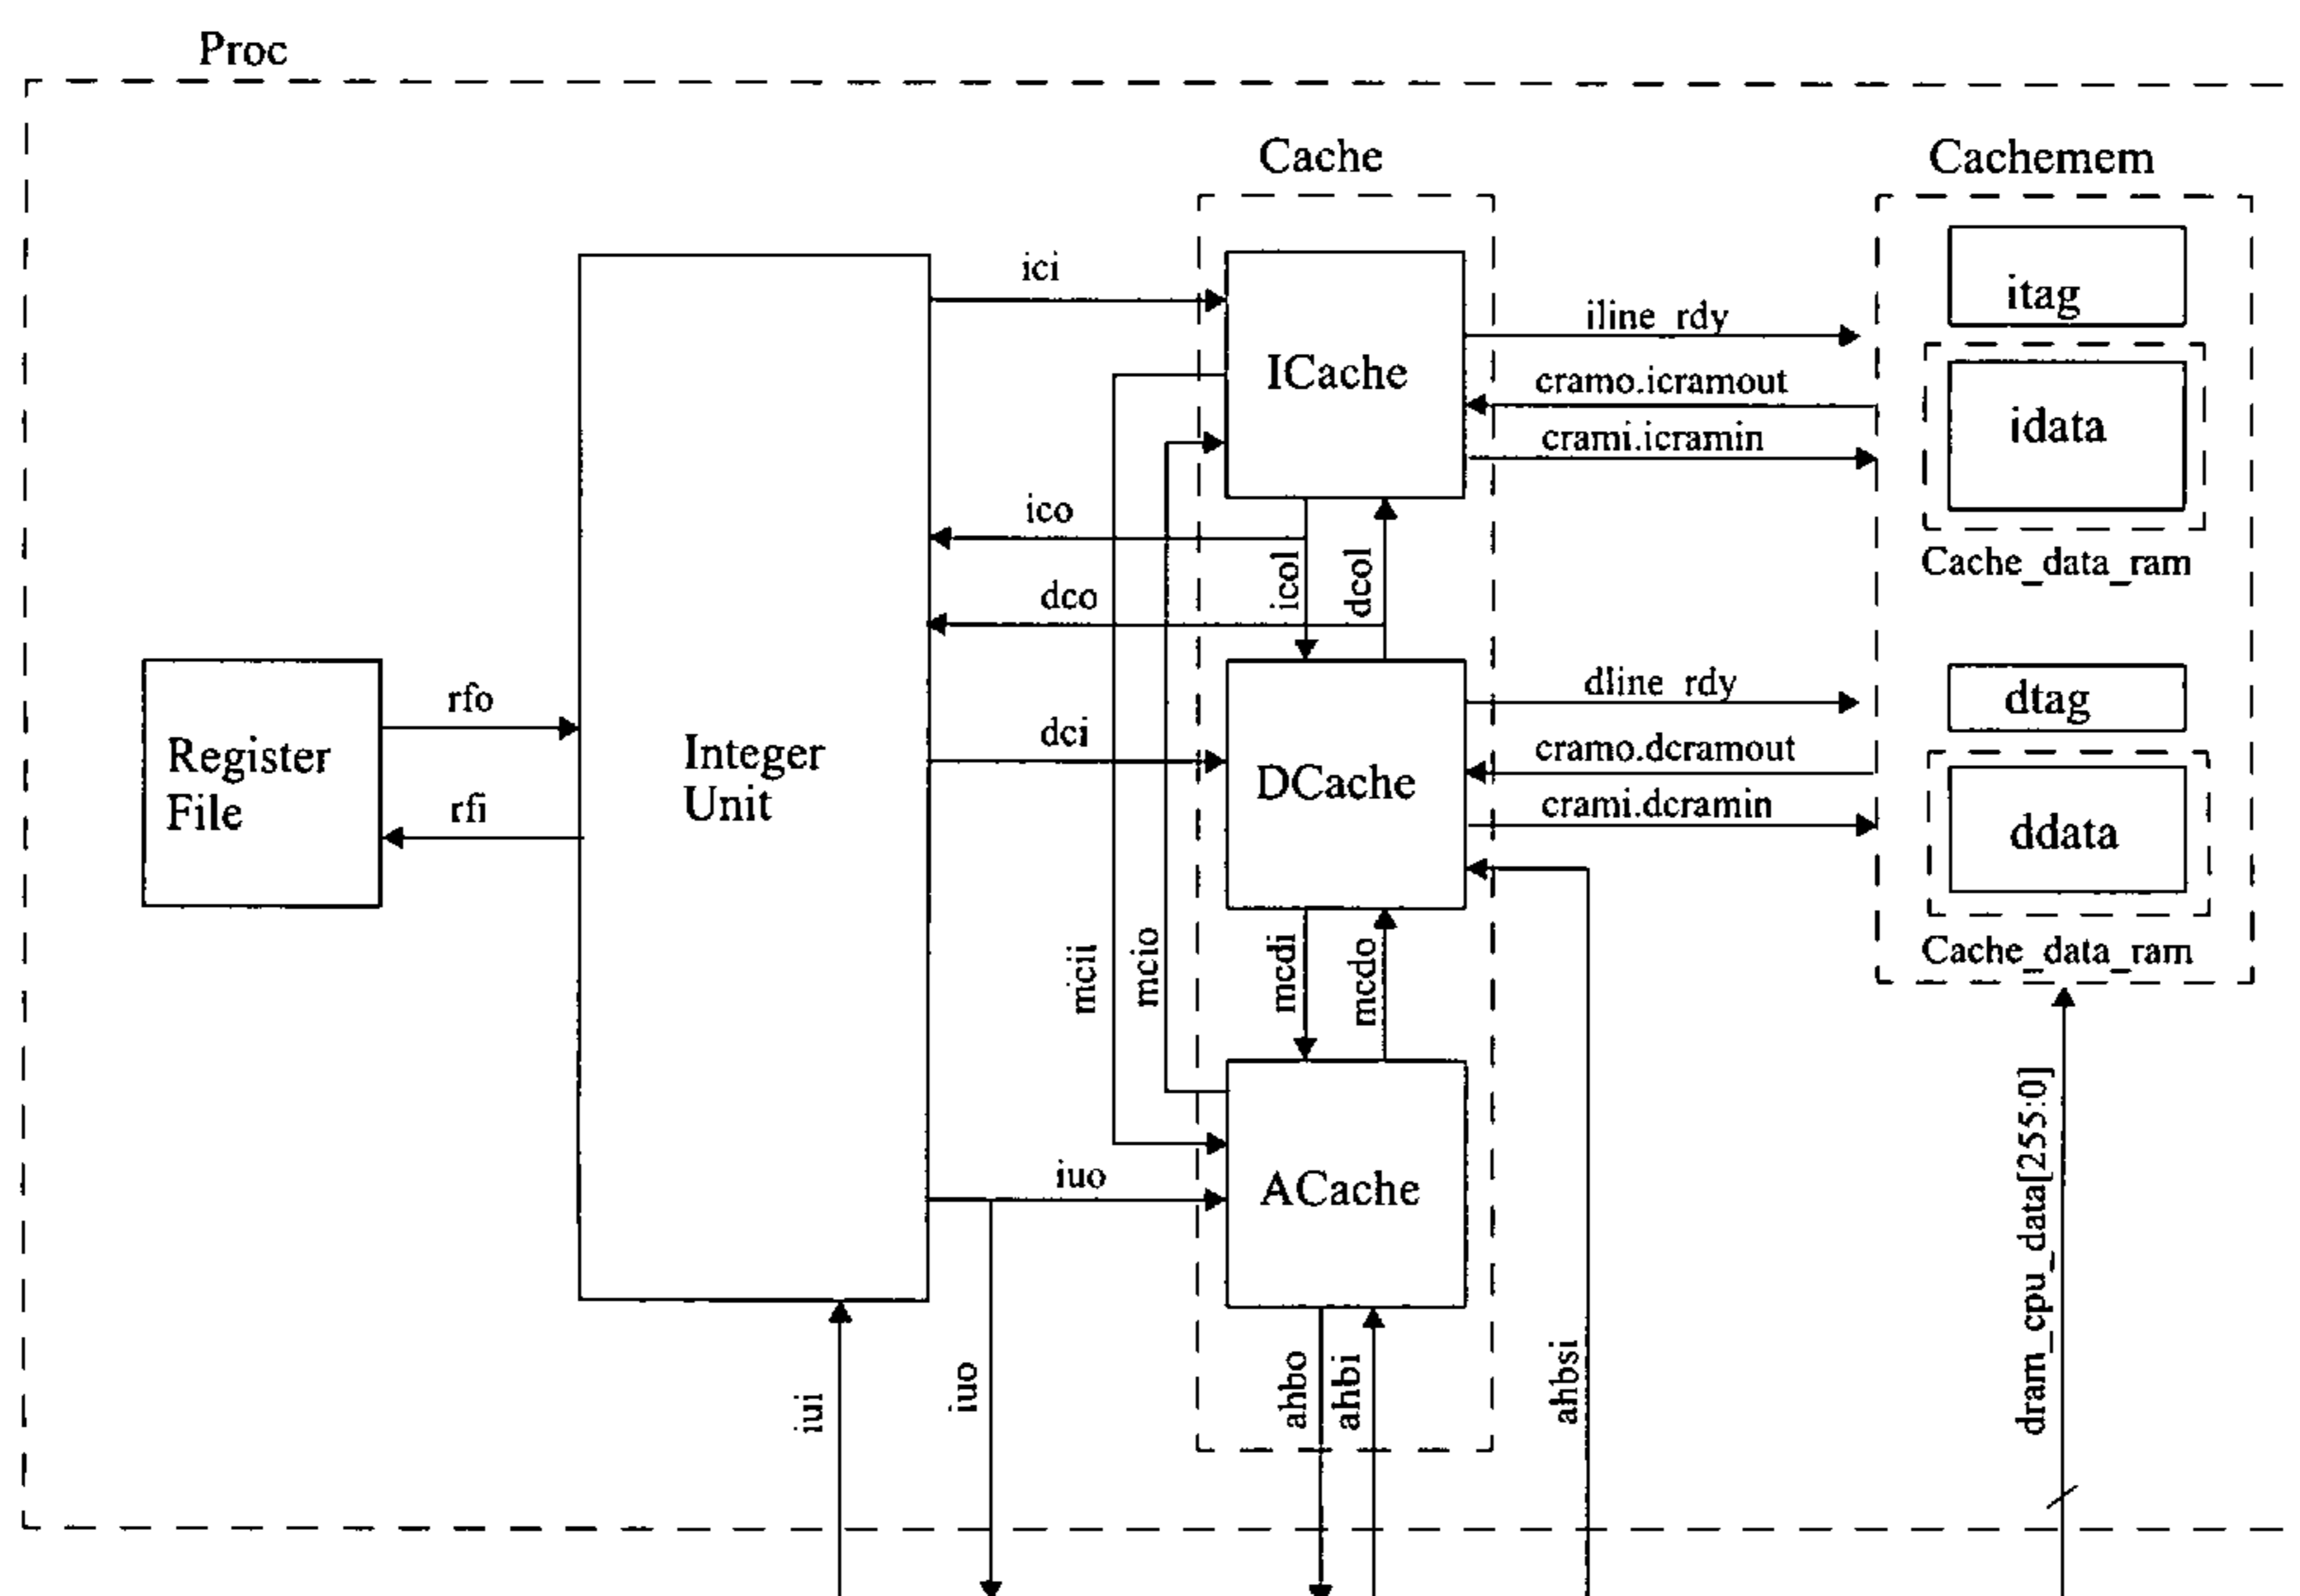 Proc
Cache
Cachemem
ici
itag
iline_rdy
ICache
cramo.icramout
idata
crami.icramin
ico
icol
dcol
Cache_data_ram
dco
rfo
dline_rdy
dtag
Register
File
Integer
Unit
dci
DCache
cramo.dcramout
rfi
crami.dcramin
ddata
mcii
mcio
mcdi
mcdo
Cache_data_ram
iuo
ACache
dram_cpu_data[255:0]
iui
iuo
ahbo
ahbi
ahbsi